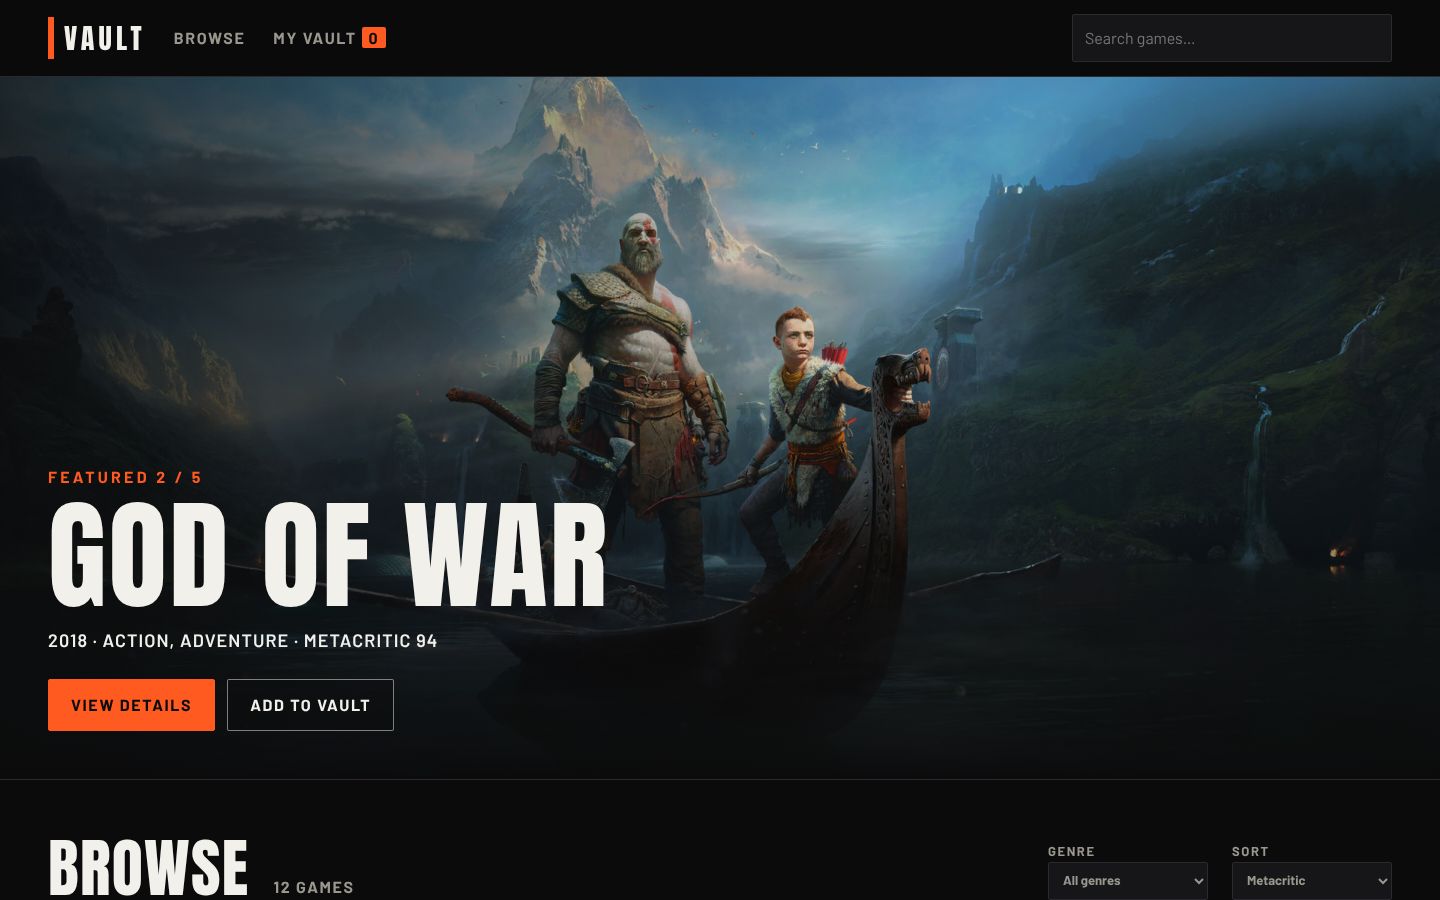 VAULT
BROWSE
MY VAULT 0
Search games...
FEATURED 2 / 5
GOD OF WAR
2018 · ACTION, ADVENTURE · METACRITIC 94
VIEW DETAILS
ADD TO VAULT
BROWSE
12 GAMES
GENRE
All genres
SORT
Metacritic